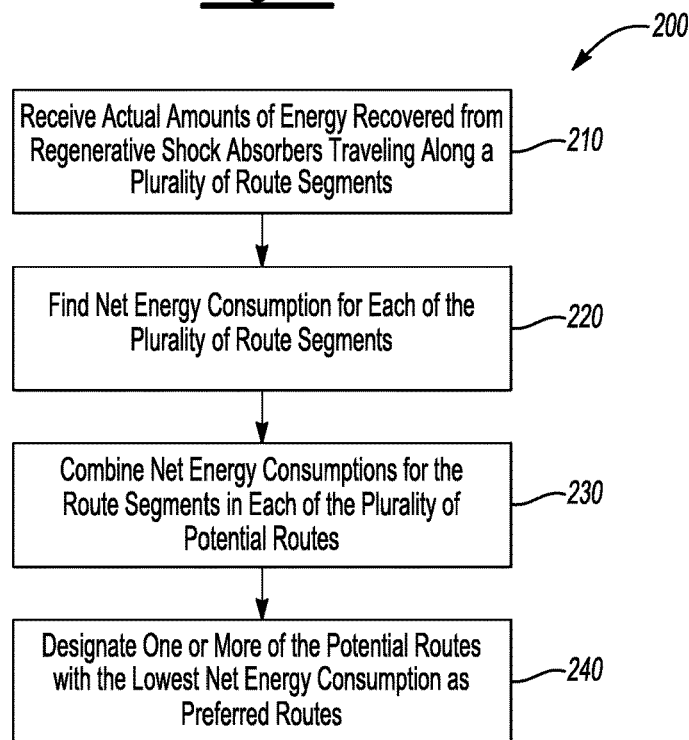 200
Receive Actual Amounts of Energy Recovered from
Regenerative Shock Absorbers Traveling Along a
Plurality of Route Segments
210
Find Net Energy Consumption for Each of the
Plurality of Route Segments
220
Combine Net Energy Consumptions for the
Route Segments in Each of the Plurality of
Potential Routes
230
Designate One or More of the Potential Routes
with the Lowest Net Energy Consumption as
Preferred Routes
240